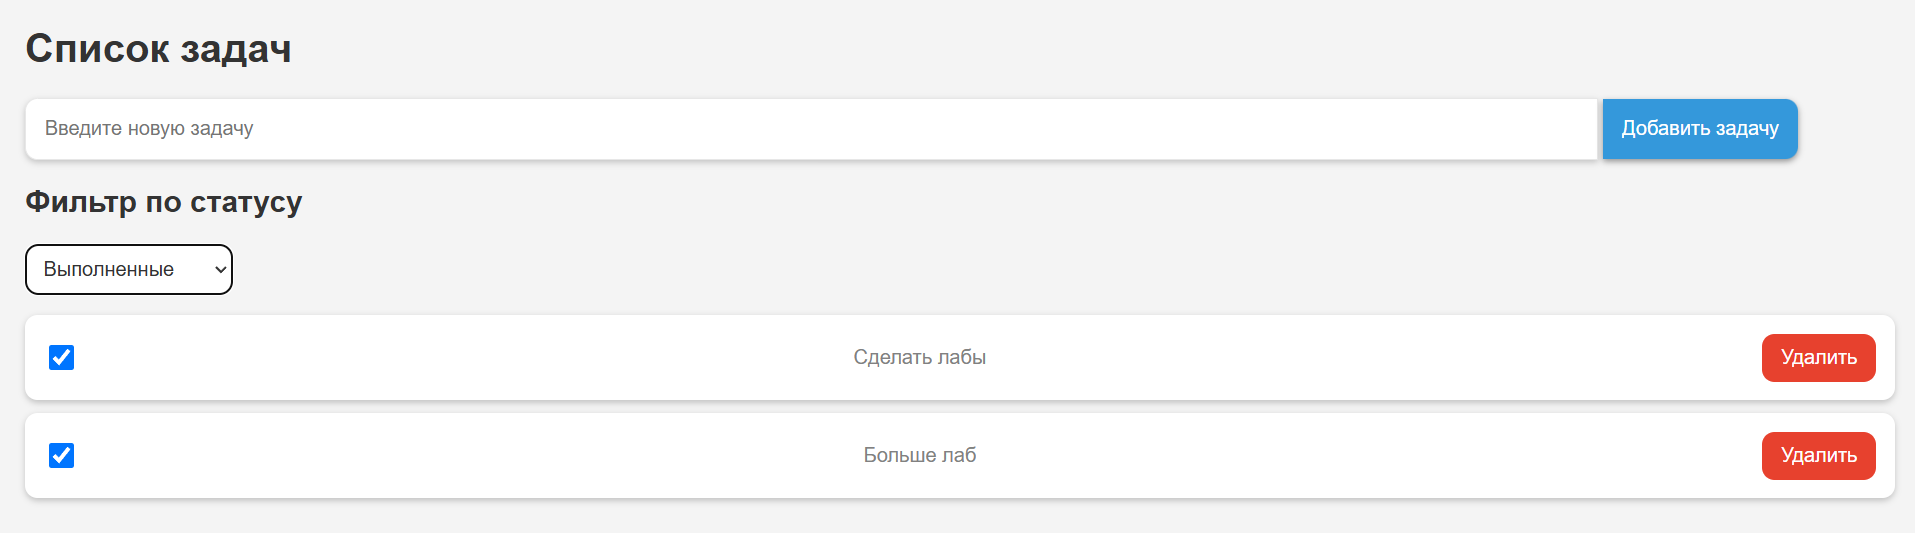 Список задач
Введите новую задачу Добавить задачу
Фильтр по статусу
Выполненные
Сделать лабы Удалить
Больше лаб Удалить